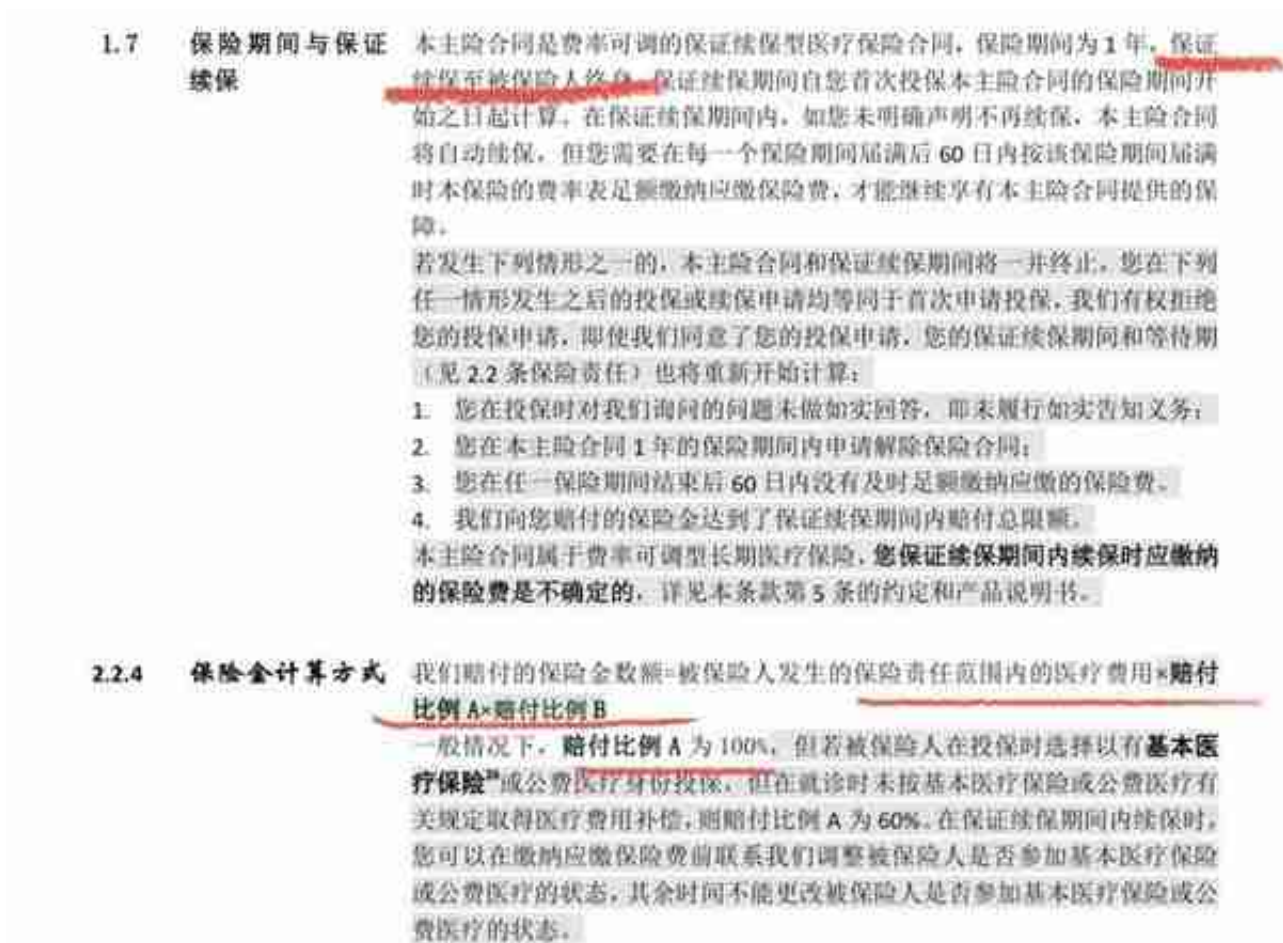 1.7 保险期间与保证 本主险合同是费率可调的保证续保型医疗保险合同，保险期间为1年，保证
续保 续保至被保险人终身。保证续保期间自您首次投保本主险合同的保险期间开
始之日起计算。在保证续保期间内，如您未明确声明不再续保，本主险合同
将自动续保，但您需要在每一个保险期间届满后 60 日内按该保险期间届满
时本保险的费率表足额缴纳应缴保险费，才能继续享有本主险合同提供的保
障。
若发生下列情形之一的，本主险合同和保证续保期间将一并终止。您在下列
任一情形发生之后的投保或续保申请均等同于首次申请投保，我们有权拒绝
您的投保申请，即使我们同意了您的投保申请，您的保证续保期间和等待期
（见 2.2 条保险责任）也将重新开始计算：
1. 您在投保时对我们询问的问题未做如实回答，即未履行如实告知义务；
2. 您在本主险合同 1 年的保险期间内申请解除保险合同；
3. 您在任一保险期间结束后 60 日内没有及时足额缴纳应缴的保险费。
4. 我们向您赔付的保险金达到了保证续保期间内赔付总限额。
本主险合同属于费率可调型长期医疗保险，您保证续保期间内续保时应缴纳
的保险费是不确定的，详见本条款第 5 条的约定和产品说明书。
2.2.4 保险金计算方式 我们赔付的保险金数额=被保险人发生的保险责任范围内的医疗费用×赔付
比例 A×赔付比例 B
一般情况下，赔付比例 A 为 100%，但若被保险人在投保时选择以有基本医
疗保险或公费医疗身份投保，但在就诊时未按基本医疗保险或公费医疗有
关规定取得医疗费用补偿，则赔付比例 A 为 60%。在保证续保期间内续保时，
您可以在缴纳应缴保险费前联系我们调整被保险人是否参加基本医疗保险
或公费医疗的状态，其余时间不能更改被保险人是否参加基本医疗保险或公
费医疗的状态。